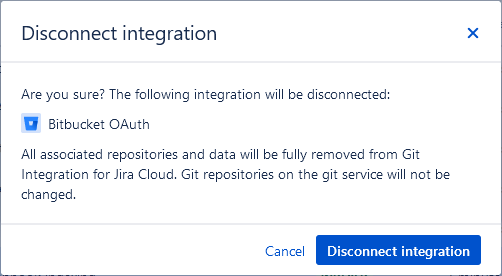 Disconnect integration
Are you sure? The following integration will be disconnected:
Bitbucket OAuth
All associated repositories and data will be fully removed from Git
Integration for Jira Cloud. Git repositories on the git service will not be
changed.
Cancel Disconnect integration